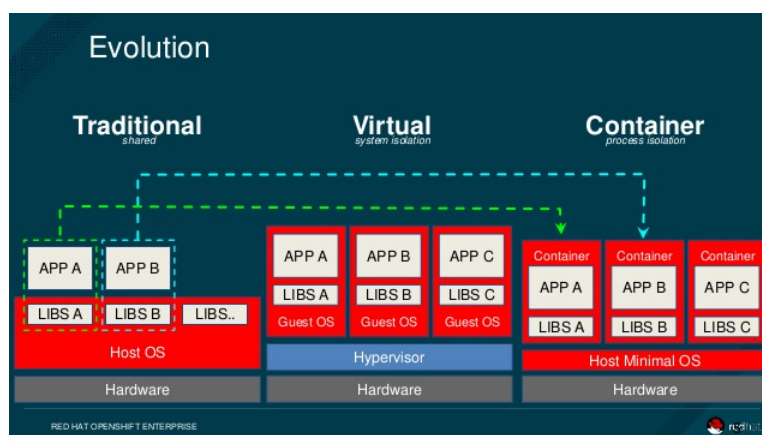 Evolution
Traditional
shared
Virtual
system isolation
Container
process isolation
APP A
APP B
LIBS A
LIBS B
LIBS..
Host OS
Hardware
APP A
APP B
APP C
LIBS A
LIBS B
LIBS C
Guest OS
Guest OS
Guest OS
Hypervisor
Hardware
Container
Container
Container
APP A
APP B
APP C
LIBS A
LIBS B
LIBS C
Host Minimal OS
Hardware
RED HAT OPENSHIFT ENTERPRISE
redhat